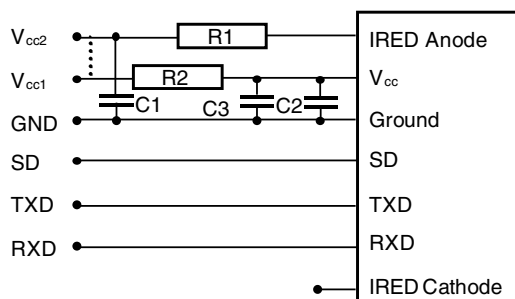 Vcc2 R1 IRED Anode
Vcc1 R2 Vcc
C1 C3 C2
GND Ground
SD SD
TXD TXD
RXD RXD
IRED Cathode